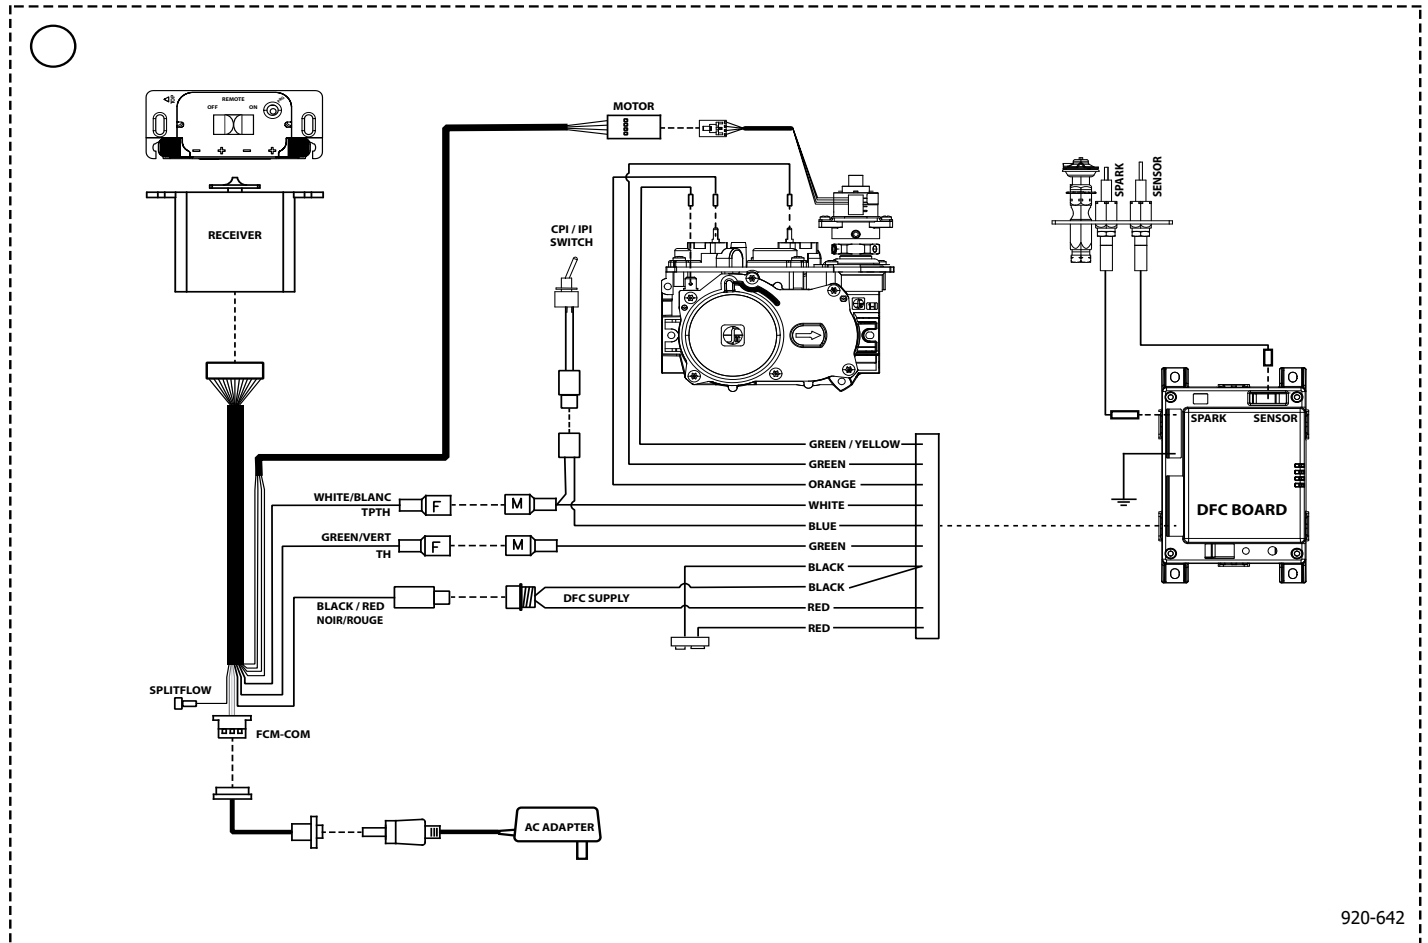 TOP
REMOTE
OFF
ON
- + - +
RECEIVER
MOTOR
CPI / IPI
SWITCH
SPARK
SENSOR
SPARK
SENSOR
DFC BOARD
GREEN / YELLOW
GREEN
ORANGE
WHITE
BLUE
GREEN
BLACK
BLACK
RED
RED
WHITE/BLANC
TPTH
F
M
GREEN/VERT
TH
F
M
BLACK / RED
NOIR/ROUGE
DFC SUPPLY
SPLITFLOW
FCM-COM
AC ADAPTER
920-642